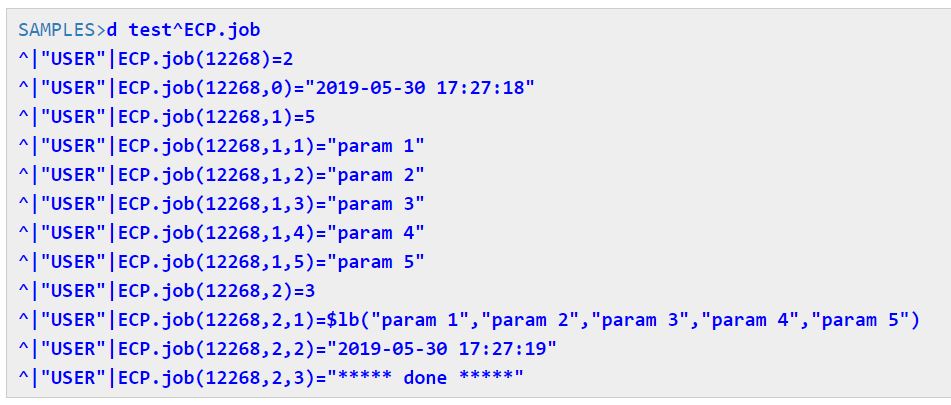 SAMPLES>d test^ECP.job
^|"USER"|ECP.job(12268)=2
^|"USER"|ECP.job(12268,0)="2019-05-30 17:27:18"
^|"USER"|ECP.job(12268,1)=5
^|"USER"|ECP.job(12268,1,1)="param 1"
^|"USER"|ECP.job(12268,1,2)="param 2"
^|"USER"|ECP.job(12268,1,3)="param 3"
^|"USER"|ECP.job(12268,1,4)="param 4"
^|"USER"|ECP.job(12268,1,5)="param 5"
^|"USER"|ECP.job(12268,2)=3
^|"USER"|ECP.job(12268,2,1)=$lb("param 1","param 2","param 3","param 4","param 5")
^|"USER"|ECP.job(12268,2,2)="2019-05-30 17:27:19"
^|"USER"|ECP.job(12268,2,3)="***** done *****"